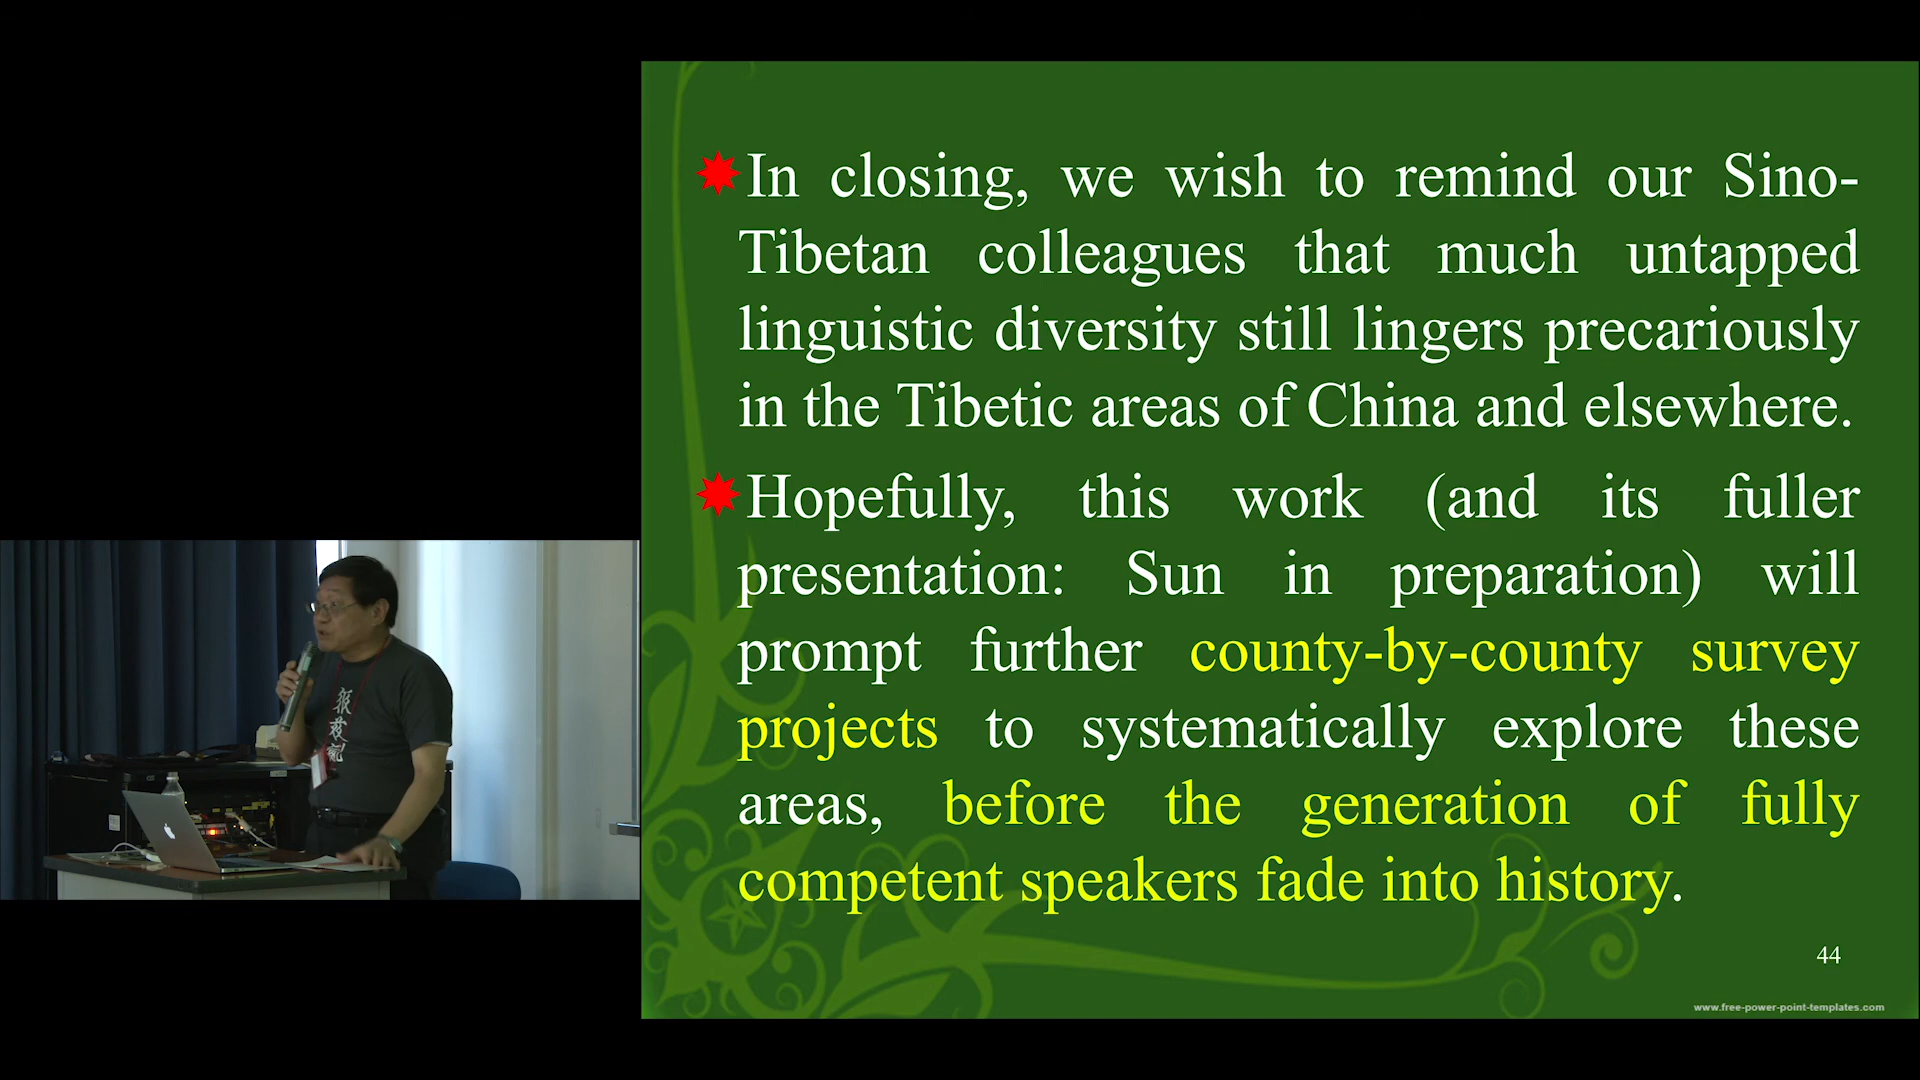 In closing, we wish to remind our Sino-
Tibetan colleagues that much untapped
linguistic diversity still lingers precariously
in the Tibetic areas of China and elsewhere.
Hopefully, this work (and its fuller
presentation: Sun in preparation) will
prompt further county-by-county survey
projects to systematically explore these
areas, before the generation of fully
competent speakers fade into history.
44
www.free-power-point-templates.com